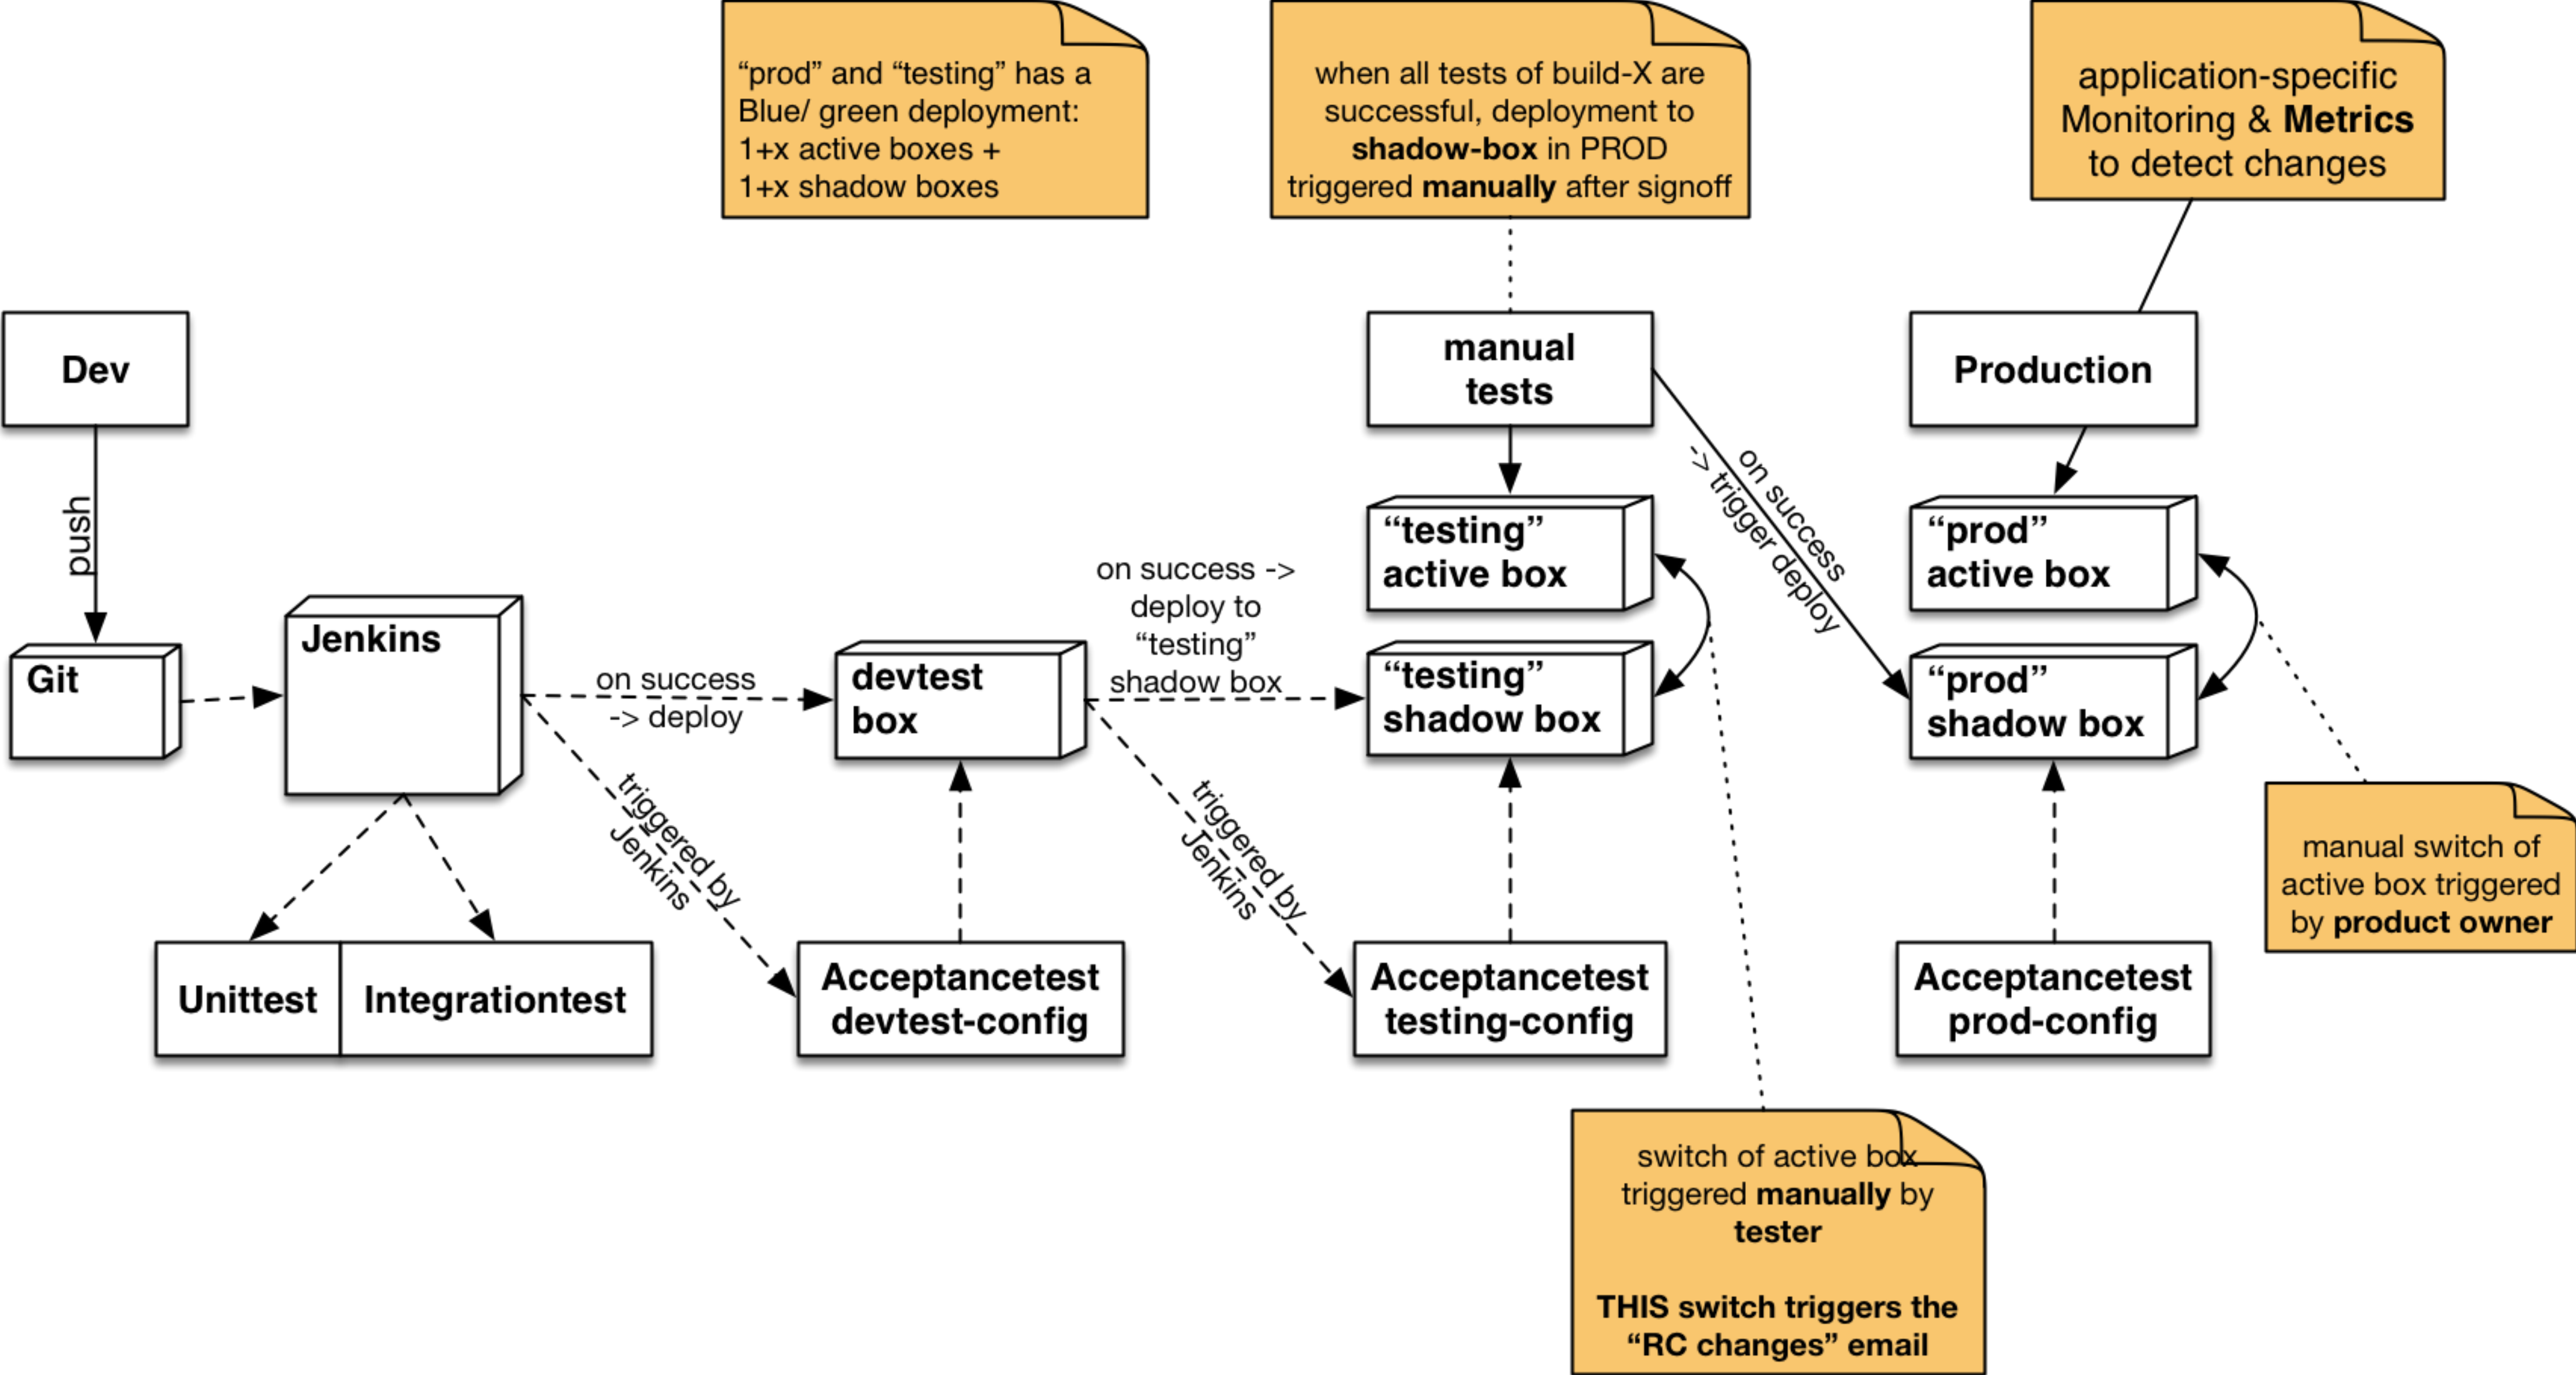 “prod” and “testing” has a
Blue/ green deployment:
1+x active boxes +
1+x shadow boxes
when all tests of build-X are
successful, deployment to
shadow-box in PROD
triggered manually after signoff
application-specific
Monitoring & Metrics
to detect changes
Dev
manual
tests
Production
push
on success
-> trigger deploy
“testing”
active box
“prod”
active box
Git
Jenkins
on success
-> deploy
devtest
box
on success ->
deploy to
“testing”
shadow box
“testing”
shadow box
“prod”
shadow box
triggered by
Jenkins
triggered by
Jenkins
manual switch of
active box triggered
by product owner
Unittest
Integrationtest
Acceptancetest
devtest-config
Acceptancetest
testing-config
Acceptancetest
prod-config
switch of active box
triggered manually by
tester
THIS switch triggers the
“RC changes” email